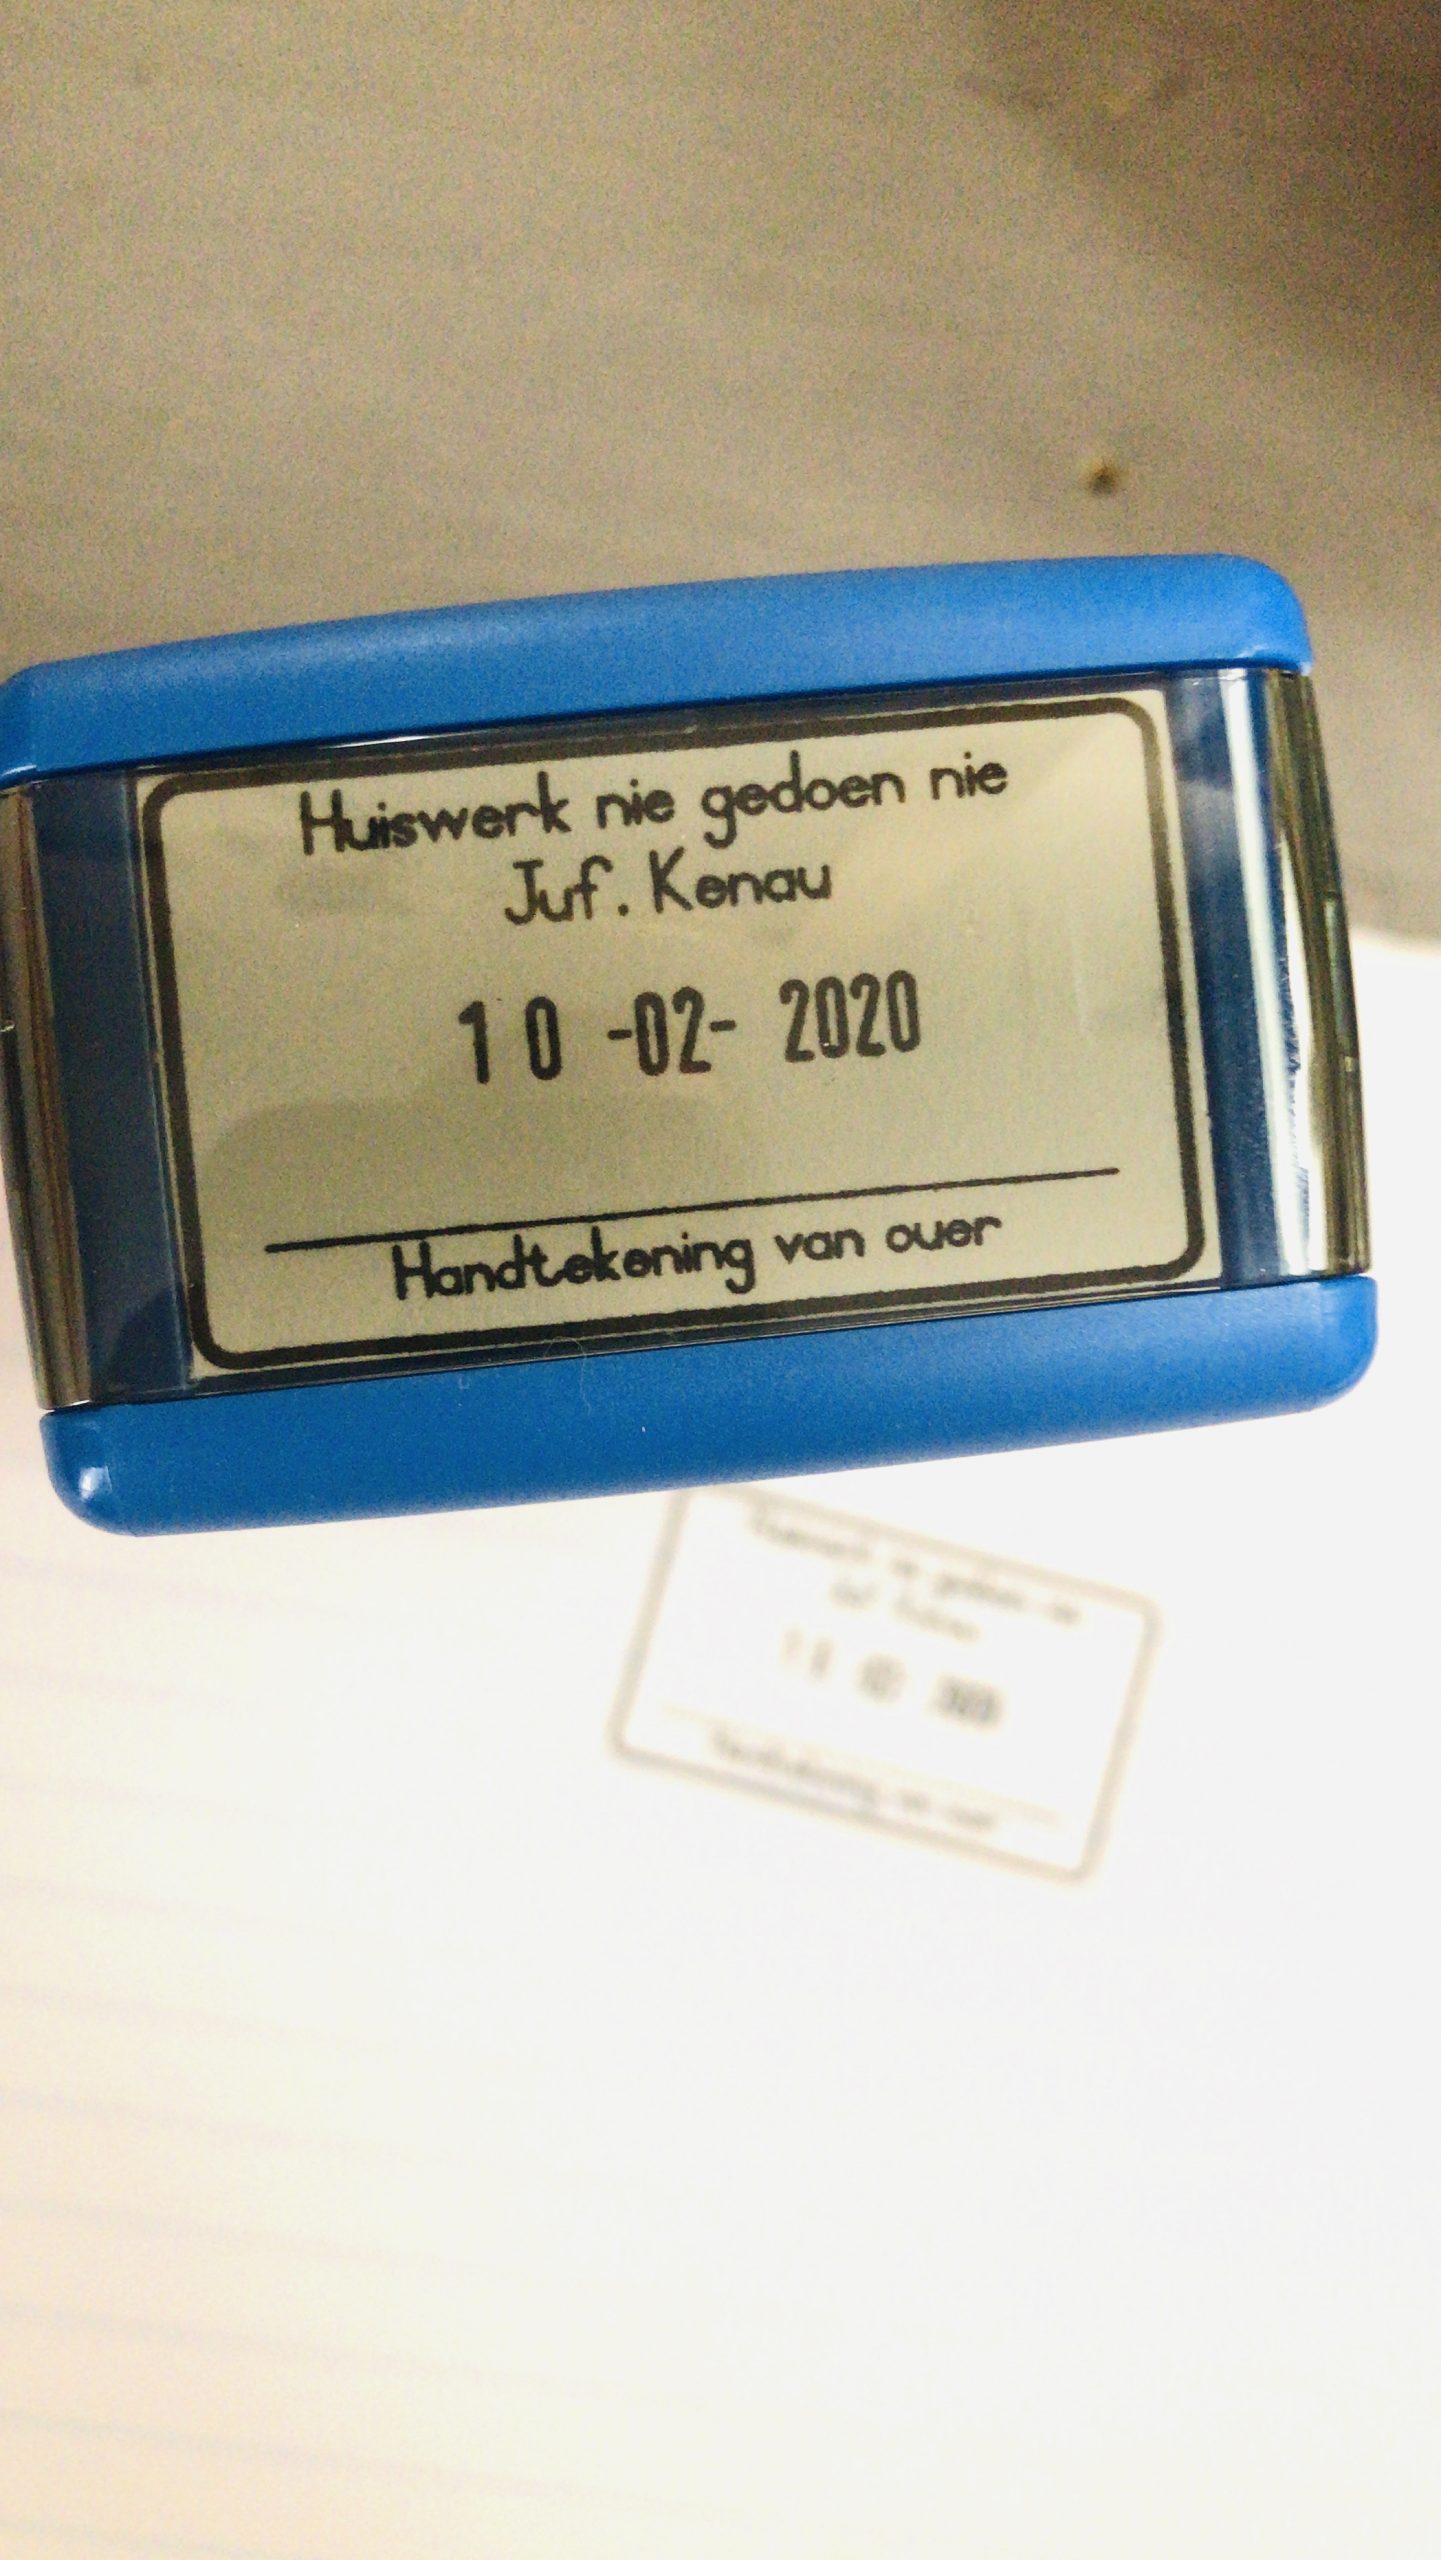 Huiswerk nie gedoen nie
Juf. Kenau
10 -02- 2020
Handtekening van ouer